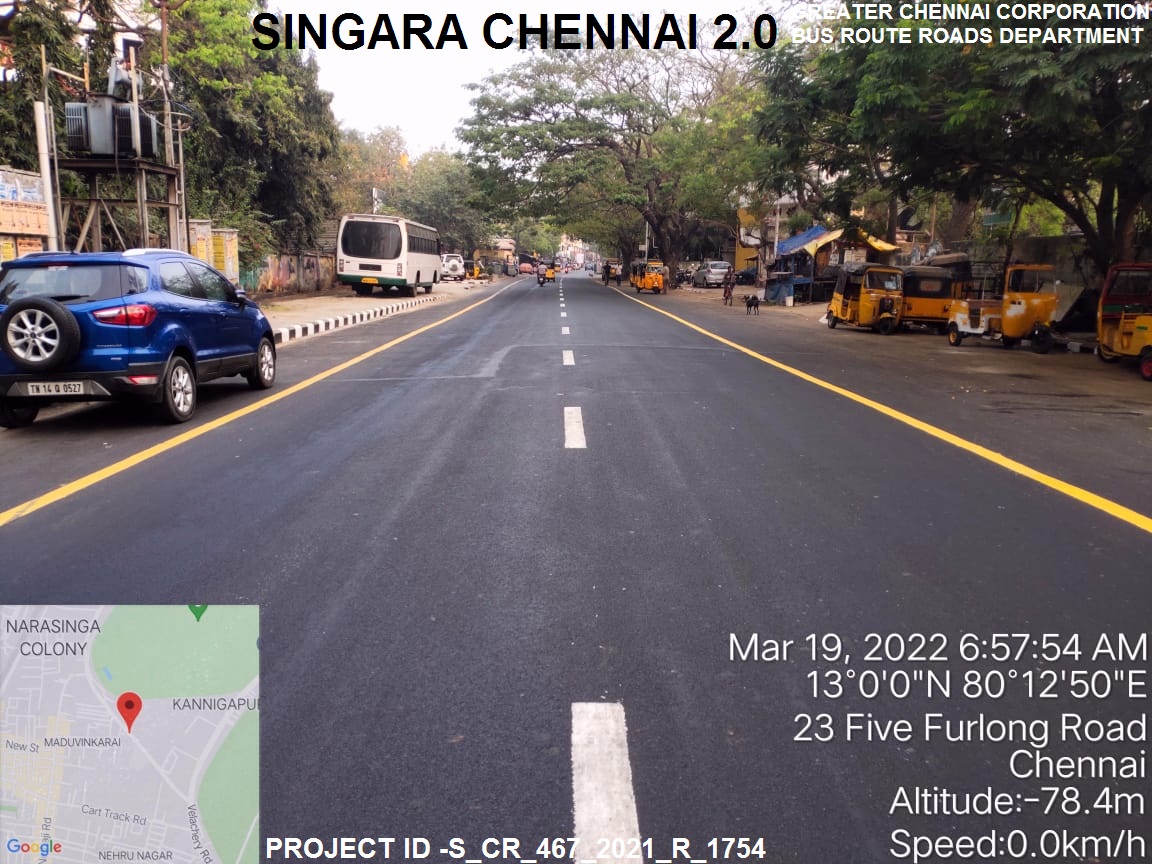 SINGARA CHENNAI 2.0
GREATER CHENNAI CORPORATION
BUS ROUTE ROADS DEPARTMENT
TN 14 Q 0527
NARASINGA
COLONY
KANNIGAPU
MADUVINKARAI
New St
Cart Track Rd
Velachery Rd
NEHRU NAGAR
Google
Mar 19, 2022 6:57:54 AM
13°0'0"N 80°12'50"E
23 Five Furlong Road
Chennai
Altitude:-78.4m
Speed:0.0km/h
PROJECT ID -S_CR_467_2021_R_1754